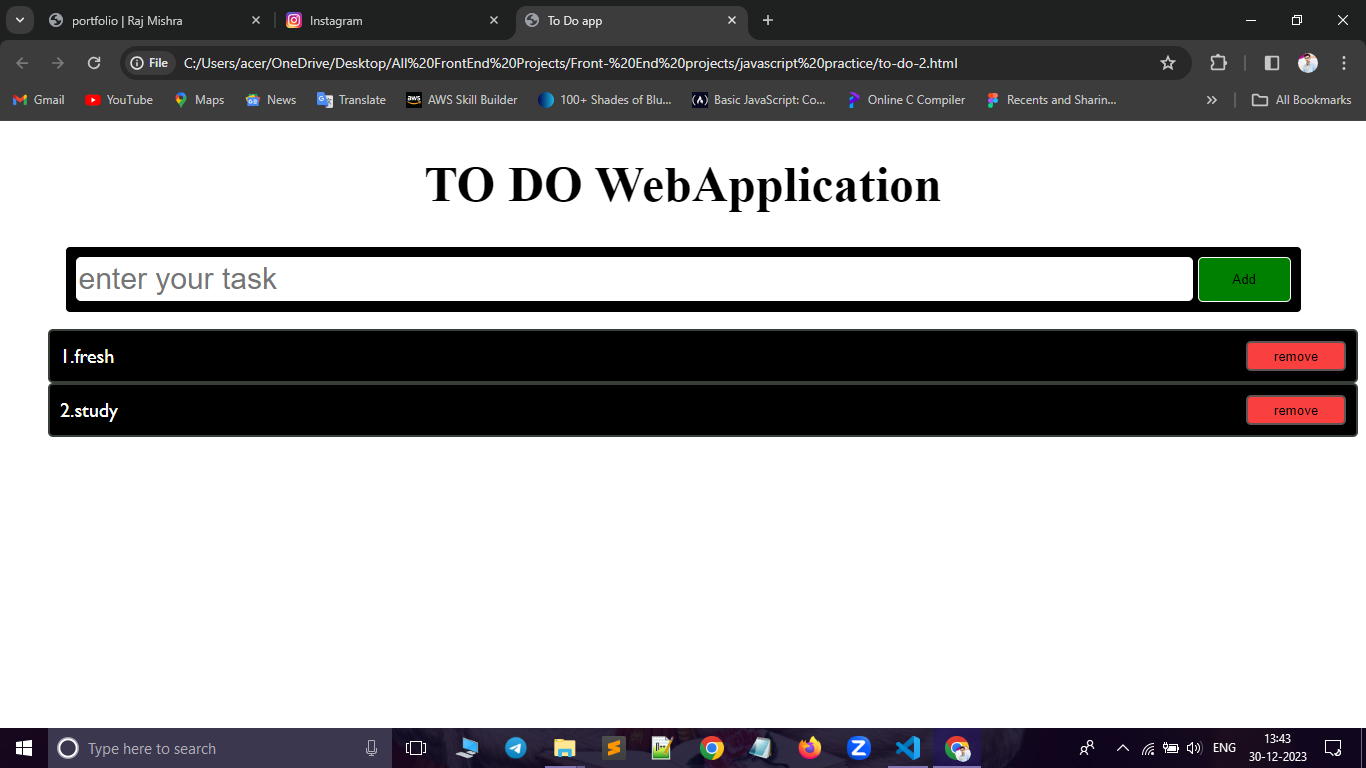 portfolio | Raj Mishra
Instagram
To Do app
File C:/Users/acer/OneDrive/Desktop/All%20FrontEnd%20Projects/Front-%20End%20projects/javascript%20practice/to-do-2.html
Gmail YouTube Maps News Translate aws AWS Skill Builder 100+ Shades of Blu... Basic JavaScript: Co... Online C Compiler Recents and Sharin... All Bookmarks
TO DO WebApplication
enter your task Add
1.fresh remove
2.study remove
Type here to search
ENG
13:43
30-12-2023